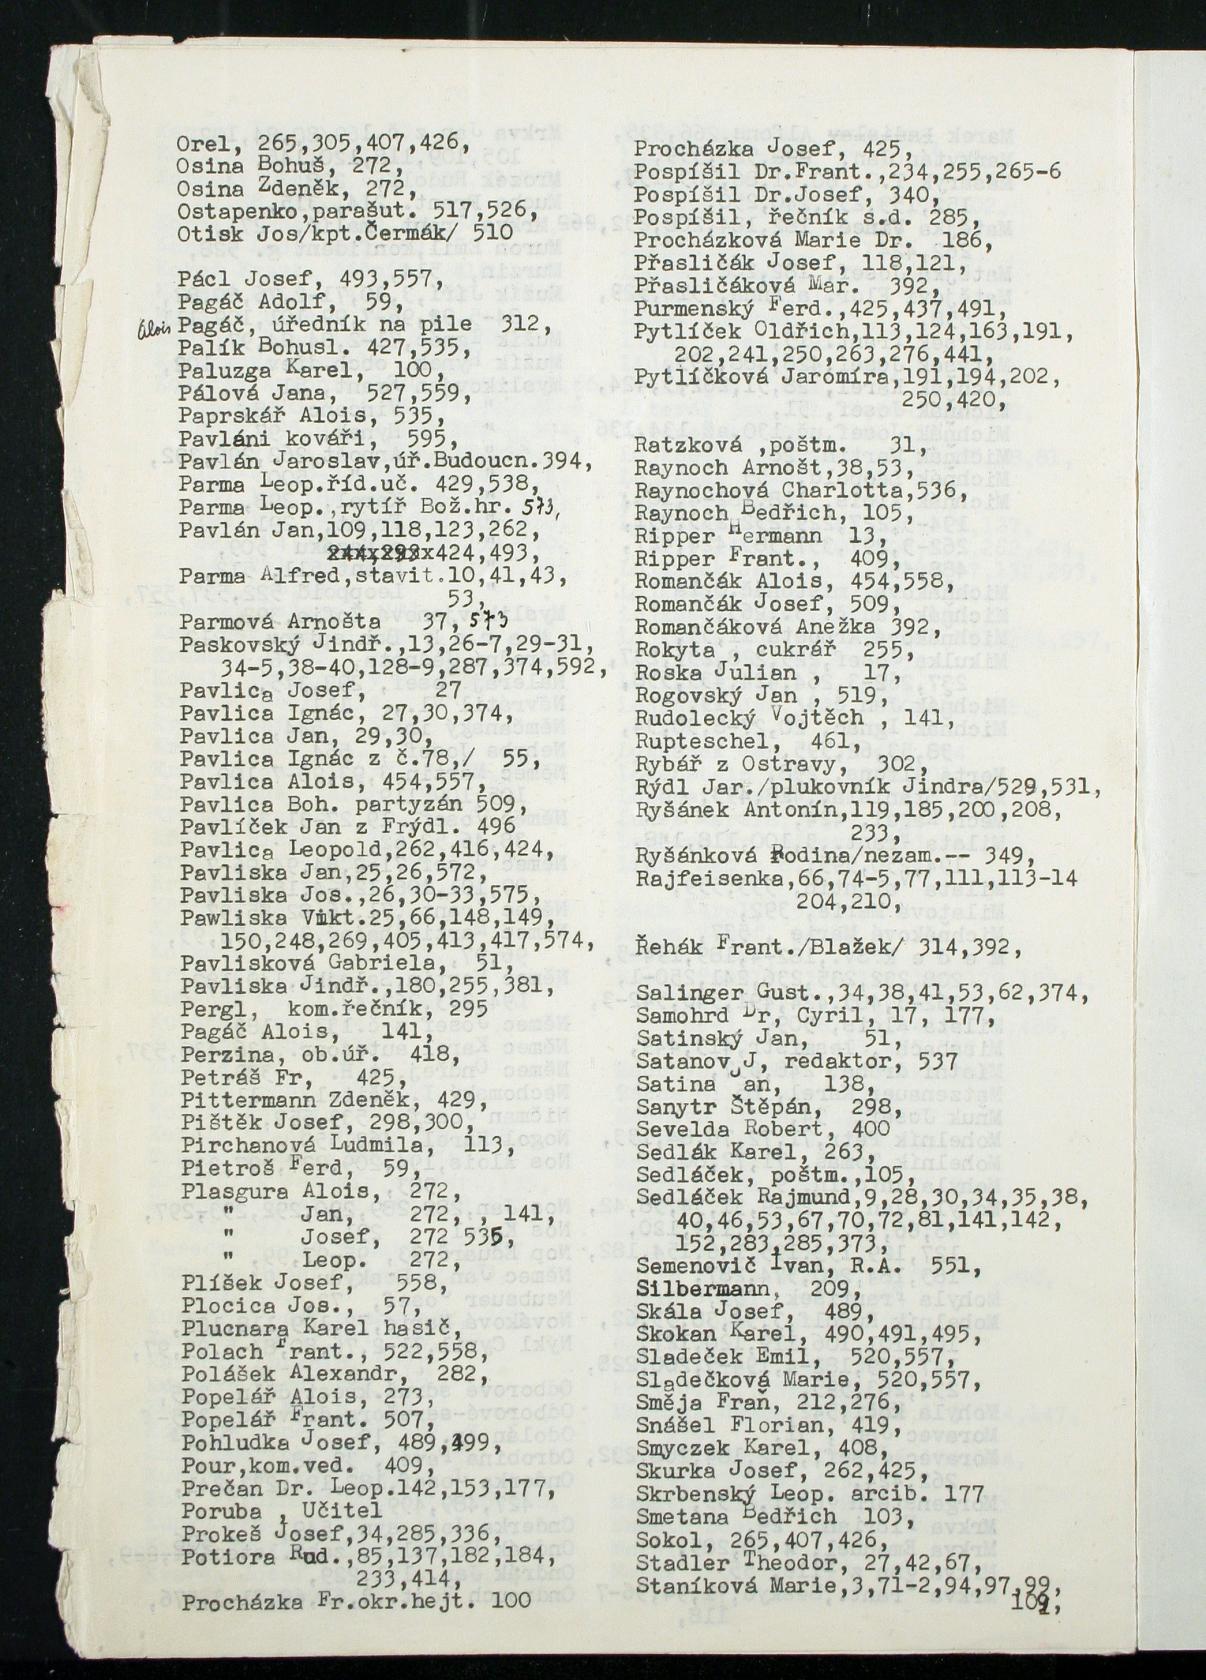 Orel, 265,305,407,426,
Osina Bohuš, 272,
Osina Zdeněk, 272,
Ostapenko,parašut. 517,526,
Otisk Jos/kpt.Čermák/ 510
Pácl Josef, 493,557,
Pagáč Adolf, 59,
Alois Pagáč, úředník na pile 312,
Palík Bohusl. 427,535,
Paluzga Karel, 100,
Pálová Jana, 527,559,
Paprskář Alois, 535,
Pavláni kováři, 595,
Pavlán Jaroslav,úř.Budoucn.394,
Parma Leop.říd.uč. 429,538,
Parma Leop.,rytíř Bož.hr. 573,
Pavlán Jan,109,118,123,262,
424,493,
Parma Alfred,stavit.10,41,43,
53,
Parmová Arnošta 37, 573
Paskovský Jindř.,13,26-7,29-31,
34-5,38-40,128-9,287,374,592,
Pavlica Josef, 27
Pavlica Ignác, 27,30,374,
Pavlica Jan, 29,30,
Pavlica Ignác z č.78,/ 55,
Pavlica Alois, 454,557,
Pavlica Boh. partyzán 509,
Pavlíček Jan z Frýdl. 496
Pavlica Leopold,262,416,424,
Pavliska Jan,25,26,572,
Pavliska Jos.,26,30-33,575,
Pawliska Vikt.25,66,148,149,
150,248,269,405,413,417,574,
Pavlisková Gabriela, 51,
Pavliska Jindř.,180,255,381,
Pergl, kom.řečník, 295
Pagáč Alois, 141,
Perzina, ob.úř. 418,
Petráš Fr, 425,
Pittermann Zdeněk, 429,
Pištěk Josef, 298,300,
Pirchanová Ludmila, 113,
Pietroš Ferd, 59,
Plasgura Alois, 272,
" Jan, 272, , 141,
" Josef, 272 535,
" Leop. 272,
Plíšek Josef, 558,
Plocica Jos., 57,
Plucnara Karel hasič,
Polach Frant., 522,558,
Polášek Alexandr, 282,
Popelář Alois, 273,
Popelář Frant. 507,
Pohludka Josef, 489,499,
Pour,kom.ved. 409,
Prečan Dr. Leop.142,153,177,
Poruba , Učitel
Prokeš Josef,34,285,336,
Potiora Rud.,85,137,182,184,
233,414,
Procházka Fr.okr.hejt. 100
Procházka Josef, 425,
Pospíšil Dr.Frant.,234,255,265-6
Pospíšil Dr.Josef, 340,
Pospíšil, řečník s.d. 285,
Procházková Marie Dr. 186,
Přasličák Josef, 118,121,
Přasličáková Mar. 392,
Purmenský Ferd.,425,437,491,
Pytlíček Oldřich,113,124,163,191,
202,241,250,263,276,441,
Pytlíčková Jaromíra,191,194,202,
250,420,
Ratzková ,poštm. 31,
Raynoch Arnošt,38,53,
Raynochová Charlotta,536,
Raynoch Bedřich, 105,
Ripper Hermann 13,
Ripper Frant., 409,
Romančák Alois, 454,558,
Romančák Josef, 509,
Romančáková Anežka 392,
Rokyta , cukrář 255,
Roska Julian , 17,
Rogovský Jan , 519,
Rudolecký Vojtěch , 141,
Rupteschel, 461,
Rybář z Ostravy, 302,
Rýdl Jar./plukovník Jindra/529,531,
Ryšánek Antonín,119,185,200,208,
233,
Ryšánková Rodina/nezam.-- 349,
Rajfeisenka,66,74-5,77,111,113-14
204,210,
Řehák Frant./Blažek/ 314,392,
Salinger Gust.,34,38,41,53,62,374,
Samohrd Dr, Cyril, 17, 177,
Satinský Jan, 51,
Satanov J, redaktor, 537
Satina Jan, 138,
Sanytr Štěpán, 298,
Sevelda Robert, 400
Sedlák Karel, 263,
Sedláček, poštm.,105,
Sedláček Rajmund,9,28,30,34,35,38,
40,46,53,67,70,72,81,141,142,
152,283,285,373,
Semenovič Ivan, R.A. 551,
Silbermann, 209,
Skála Josef, 489,
Skokan Karel, 490,491,495,
Sladeček Emil, 520,557,
Sladečková Marie, 520,557,
Směja Fraň, 212,276,
Snášel Florian, 419,
Smyczek Karel, 408,
Skurka Josef, 262,425,
Skrbenský Leop. arcib. 177
Smetana Bedřich 103,
Sokol, 265,407,426,
Stadler Theodor, 27,42,67,
Staníková Marie,3,71-2,94,97,99,